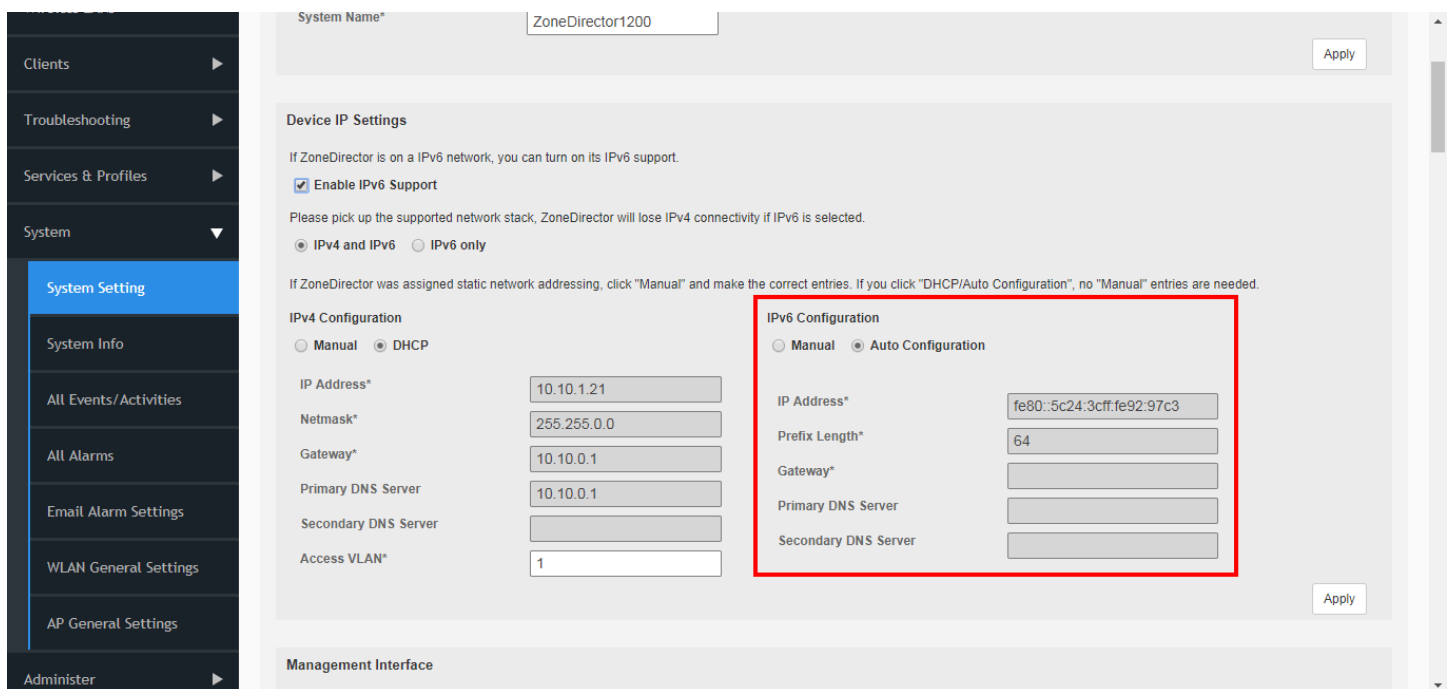 System Name*
ZoneDirector1200
Apply
Clients
Troubleshooting
Services & Profiles
System
System Setting
System Info
All Events/Activities
All Alarms
Email Alarm Settings
WLAN General Settings
AP General Settings
Administer
Device IP Settings
If ZoneDirector is on a IPv6 network, you can turn on its IPv6 support.
Enable IPv6 Support
Please pick up the supported network stack, ZoneDirector will lose IPv4 connectivity if IPv6 is selected.
IPv4 and IPv6 IPv6 only
If ZoneDirector was assigned static network addressing, click "Manual" and make the correct entries. If you click "DHCP/Auto Configuration", no "Manual" entries are needed.
IPv4 Configuration
Manual DHCP
IP Address* 10.10.1.21
Netmask* 255.255.0.0
Gateway* 10.10.0.1
Primary DNS Server 10.10.0.1
Secondary DNS Server
Access VLAN* 1
IPv6 Configuration
Manual Auto Configuration
IP Address* fe80::5c24:3cff:fe92:97c3
Prefix Length* 64
Gateway*
Primary DNS Server
Secondary DNS Server
Apply
Management Interface